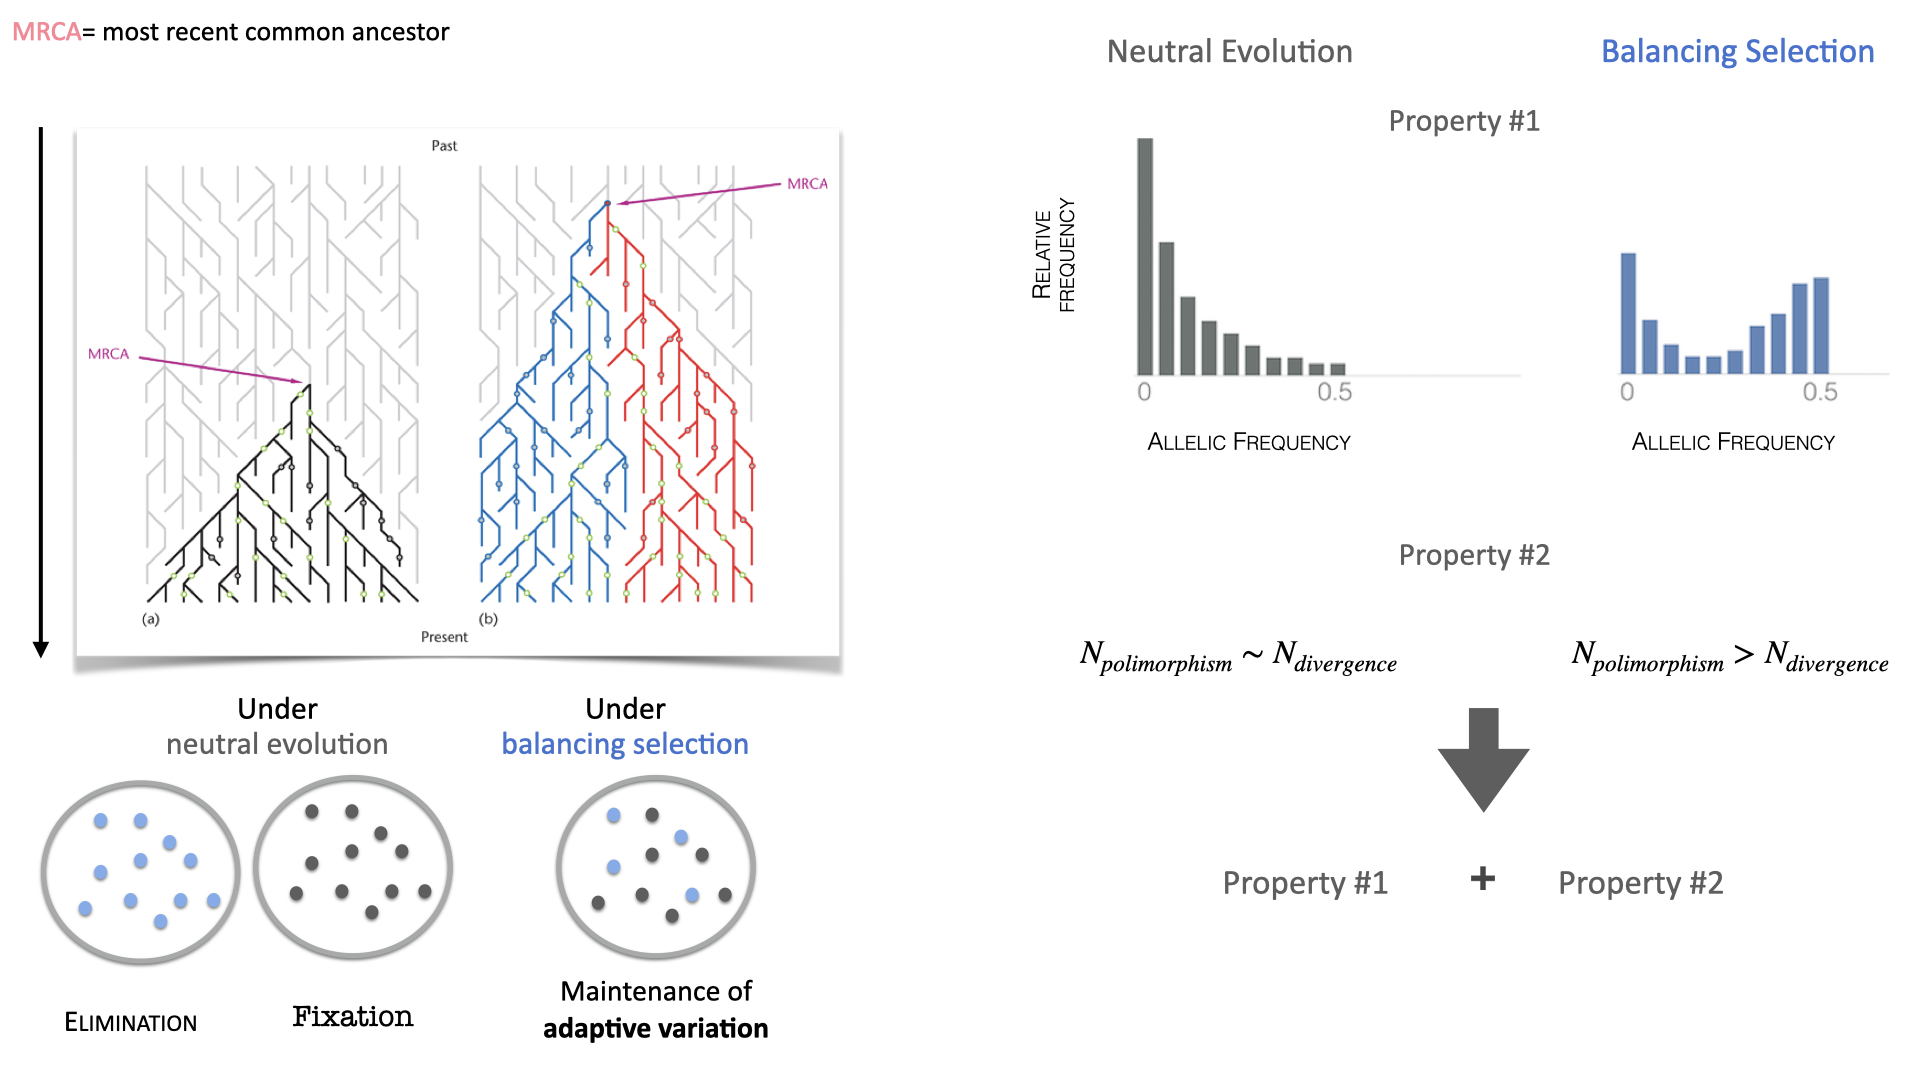 MRCA= most recent common ancestor
Past
MRCA
MRCA
(a)
(b)
Present
Under
neutral evolution
Under
balancing selection
ELIMINATION
Fixation
Maintenance of
adaptive variation
Neutral Evolution
Balancing Selection
Property #1
RELATIVE
FREQUENCY
0
0.5
ALLELIC FREQUENCY
0
0.5
ALLELIC FREQUENCY
Property #2
Npolimorphism ~ Ndivergence
Npolimorphism > Ndivergence
Property #1 + Property #2